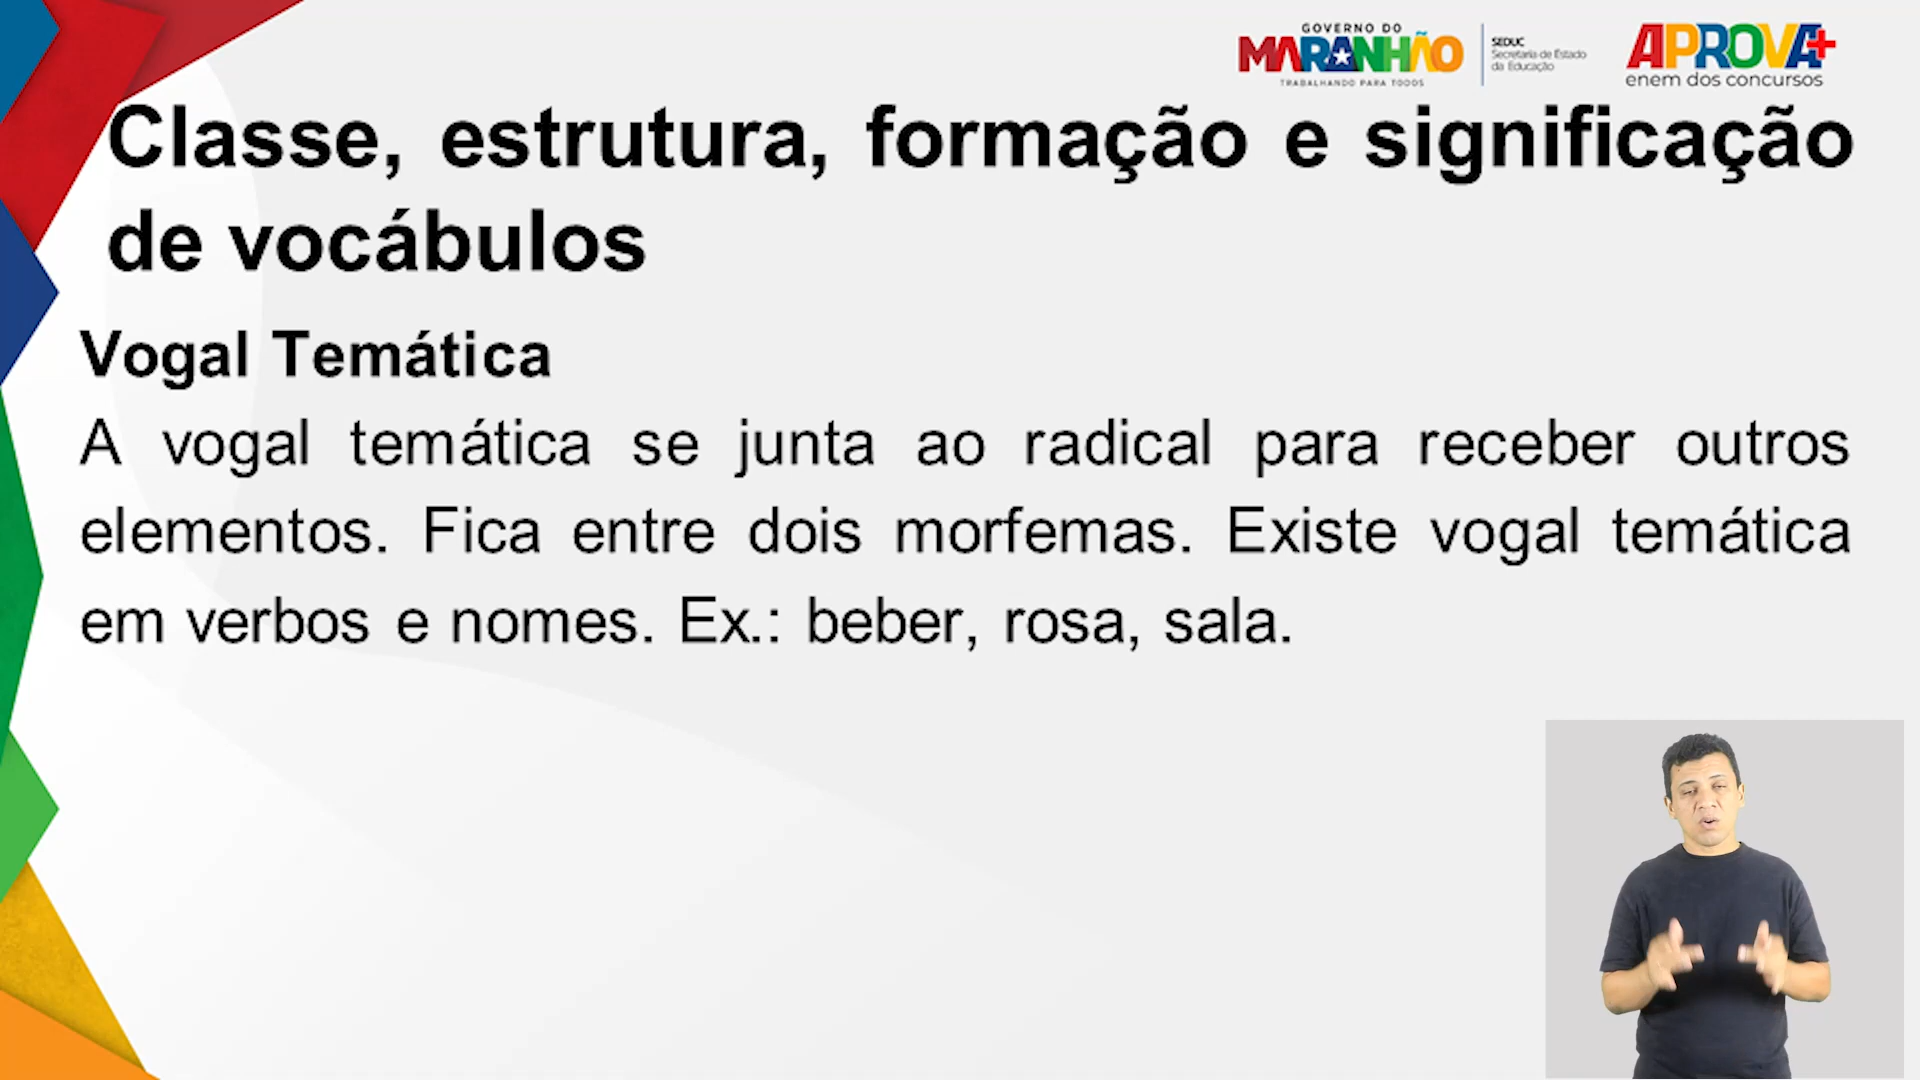 GOVERNO DO
MARANHÃO
TRABALHANDO PARA TODOS
SEDUC
Secretaria de Estado
da Educação
APROVA+
enem dos concursos
Classe, estrutura, formação e significação
de vocábulos
Vogal Temática
A vogal temática se junta ao radical para receber outros
elementos. Fica entre dois morfemas. Existe vogal temática
em verbos e nomes. Ex.: beber, rosa, sala.